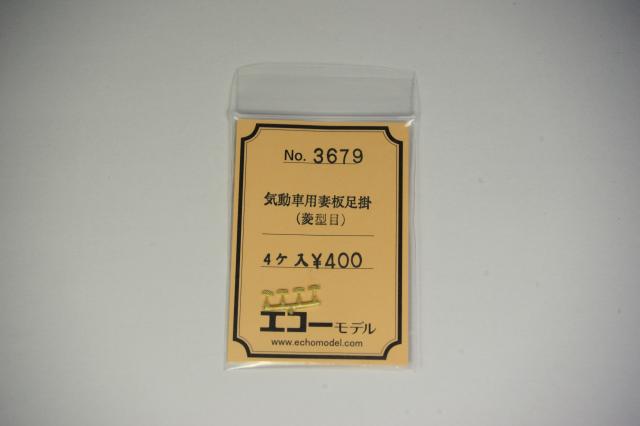 No. 3679
気動車用妻板足掛
(菱型目)
4ケ入¥400
エコーモデル
www.echomodel.com